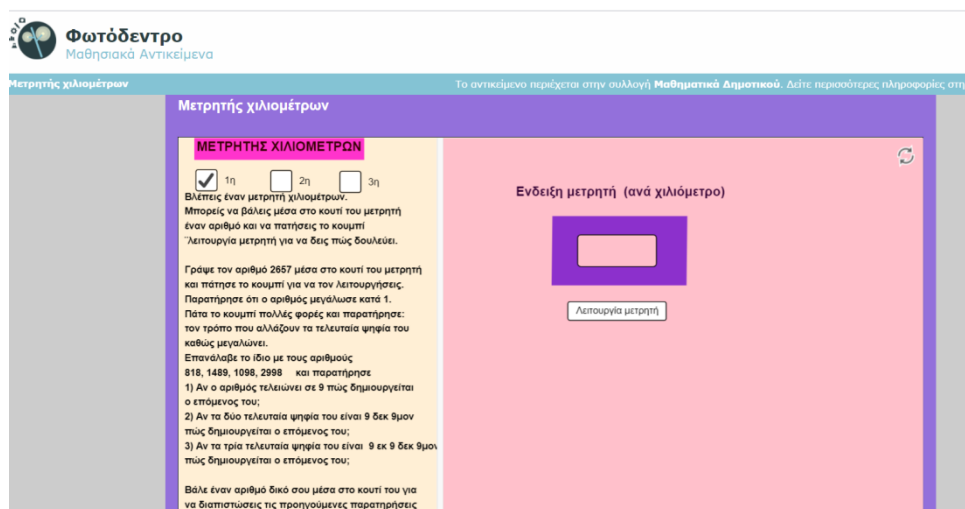 Φωτόδεντρο
Μαθησιακά Αντικείμενα
Μετρητής χιλιομέτρων
Το αντικείμενο περιέχεται στην συλλογή Μαθηματικά Δημοτικού. Δείτε περισσότερες πληροφορίες στη
Μετρητής χιλιομέτρων
ΜΕΤΡΗΤΗΣ ΧΙΛΙΟΜΕΤΡΩΝ
1η 2η 3η
Βλέπεις έναν μετρητή χιλιομέτρων.
Μπορείς να βάλεις μέσα στο κουτί του μετρητή
έναν αριθμό και να πατήσεις το κουμπί
¨λειτουργία μετρητή για να δεις πώς δουλεύει.
Γράψε τον αριθμό 2657 μέσα στο κουτί του μετρητή
και πάτησε το κουμπί για να τον λειτουργήσεις.
Παρατήρησε ότι ο αριθμός μεγάλωσε κατά 1.
Πάτα το κουμπί πολλές φορές και παρατήρησε:
τον τρόπο που αλλάζουν τα τελευταία ψηφία του
καθώς μεγαλώνει.
Επανάλαβε το ίδιο με τους αριθμούς
818, 1489, 1098, 2998 και παρατήρησε
1) Αν ο αριθμός τελειώνει σε 9 πώς δημιουργείται
ο επόμενος του;
2) Αν τα δύο τελευταία ψηφία του είναι 9 δεκ 9μον
πώς δημιουργείται ο επόμενος του;
3) Αν τα τρία τελευταία ψηφία του είναι 9 εκ 9 δεκ 9μον
πώς δημιουργείται ο επόμενος του;
Βάλε έναν αριθμό δικό σου μέσα στο κουτί του για
να διαπιστώσεις τις προηγούμενες παρατηρήσεις
Ενδειξη μετρητή (ανά χιλιόμετρο)
Λειτουργία μετρητή